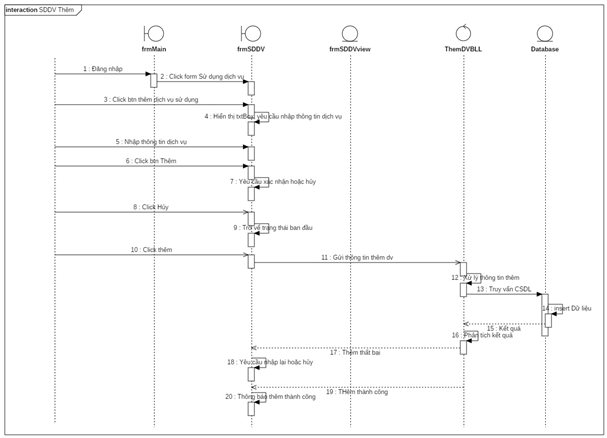 interaction SDDV Thêm
frmMain
frmSDDV
frmSDDVview
ThemDVBLL
Database
1 : Đăng nhập
2 : Click form Sử dụng dịch vụ
3 : Click btn thêm dịch vụ sử dụng
4 : Hiển thị txtBox yêu cầu nhập thông tin dịch vụ
5 : Nhập thông tin dịch vụ
6 : Click btn Thêm
7 : Yêu cầu xác nhận hoặc hủy
8 : Click Hủy
9 : Trở về trạng thái ban đầu
10 : Click thêm
11 : Gửi thông tin thêm dv
12 : Xử lý thông tin thêm
13 : Truy vấn CSDL
14 : insert Dữ liệu
15 : Kết quả
16 : Phân tích kết quả
17 : Thêm thất bại
18 : Yêu cầu nhập lại hoặc hủy
19 : THêm thành công
20 : Thông báo thêm thành công